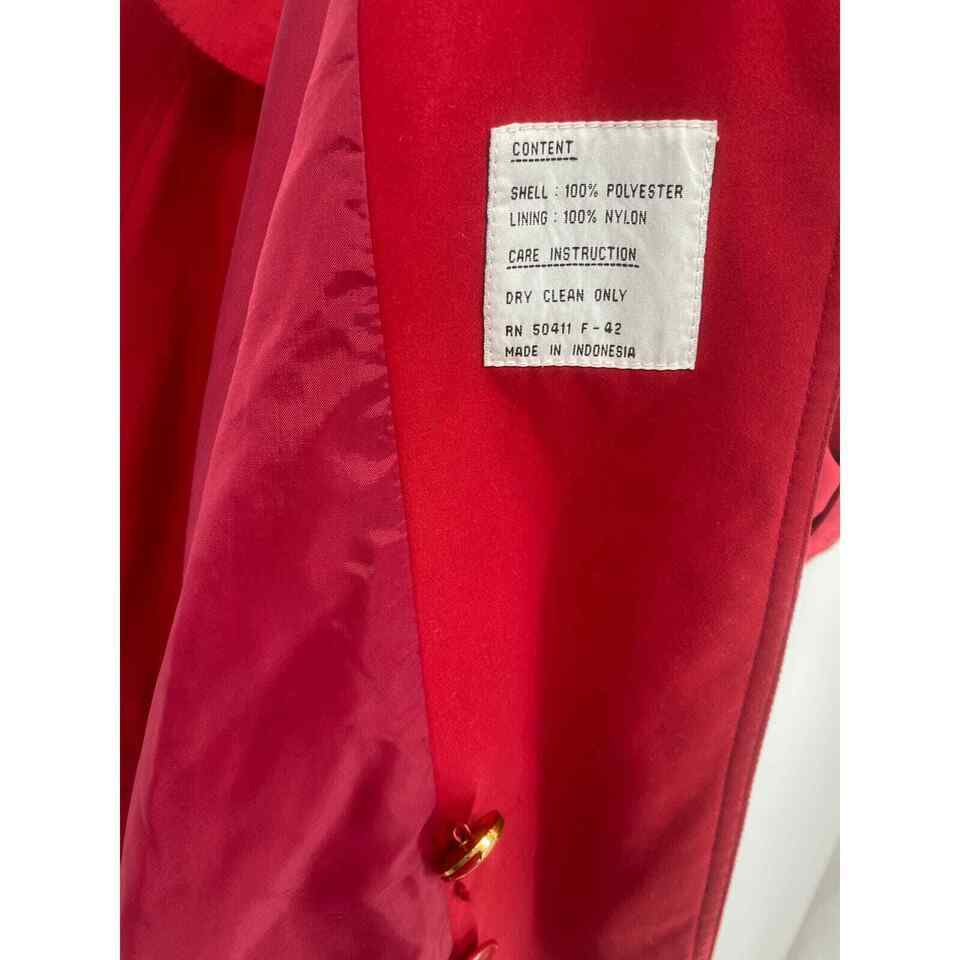 CONTENT
SHELL : 100% POLYESTER
LINING : 100% NYLON
CARE INSTRUCTION
DRY CLEAN ONLY
RN 50411 F-42
MADE IN INDONESIA